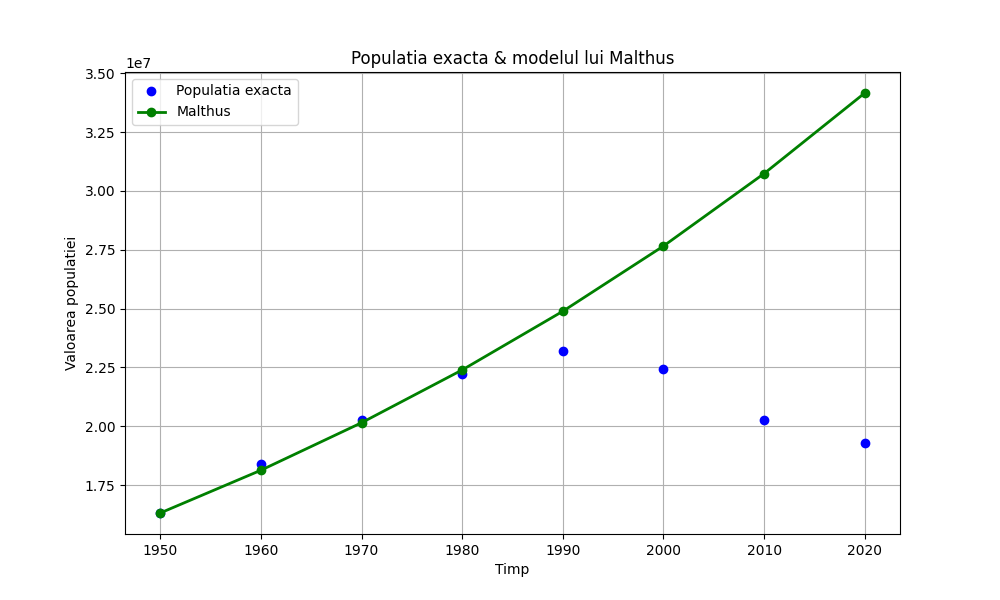 Populatia exacta & modelul lui Malthus
1e7
3.50
3.25
3.00
2.75
2.50
2.25
2.00
1.75
Valoarea populatiei
Populatia exacta
Malthus
1950 1960 1970 1980 1990 2000 2010 2020
Timp